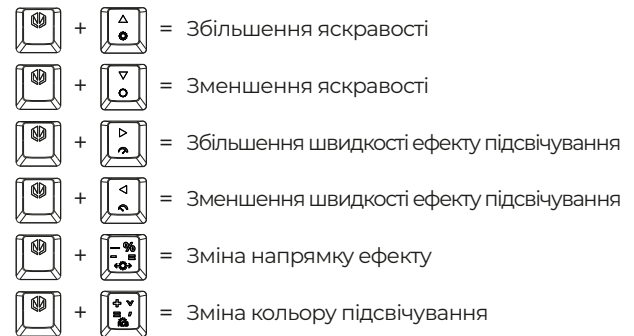 + = Збільшення яскравості
+ = Зменшення яскравості
+ = Збільшення швидкості ефекту підсвічування
+ = Зменшення швидкості ефекту підсвічування
+ = Зміна напрямку ефекту
+ = Зміна кольору підсвічування